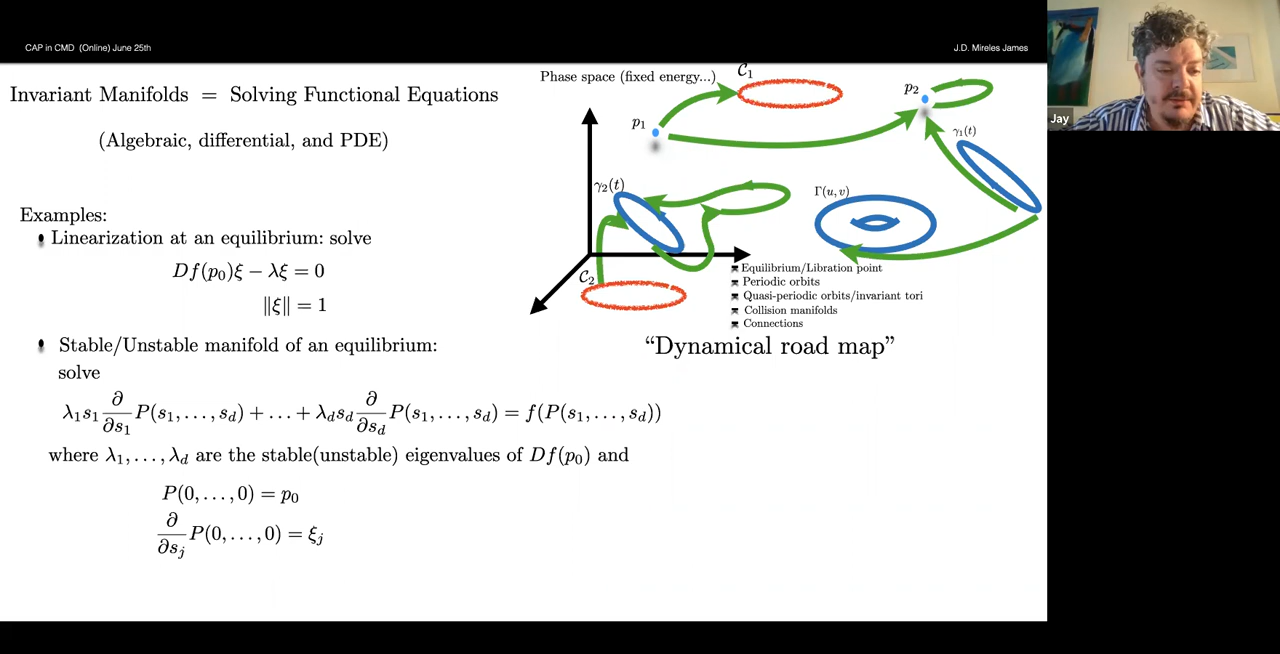 CAP in CMD (Online) June 25th
J.D. Mireles James
Jay
Invariant Manifolds = Solving Functional Equations
(Algebraic, differential, and PDE)
Examples:
Linearization at an equilibrium: solve
Df(p₀)ξ − λξ = 0
‖ξ‖ = 1
Stable/Unstable manifold of an equilibrium:
solve
λ₁s₁ ∂/∂s₁ P(s₁, . . . , s_d) + . . . + λ_d s_d ∂/∂s_d P(s₁, . . . , s_d) = f(P(s₁, . . . , s_d))
where λ₁, . . . , λ_d are the stable(unstable) eigenvalues of Df(p₀) and
P(0, . . . , 0) = p₀
∂/∂s_j P(0, . . . , 0) = ξ_j
Phase space (fixed energy...)
C₁
p₁
p₂
γ₁(t)
γ₂(t)
Γ(u, v)
C₂
Equilibrium/Libration point
Periodic orbits
Quasi-periodic orbits/invariant tori
Collision manifolds
Connections
“Dynamical road map”